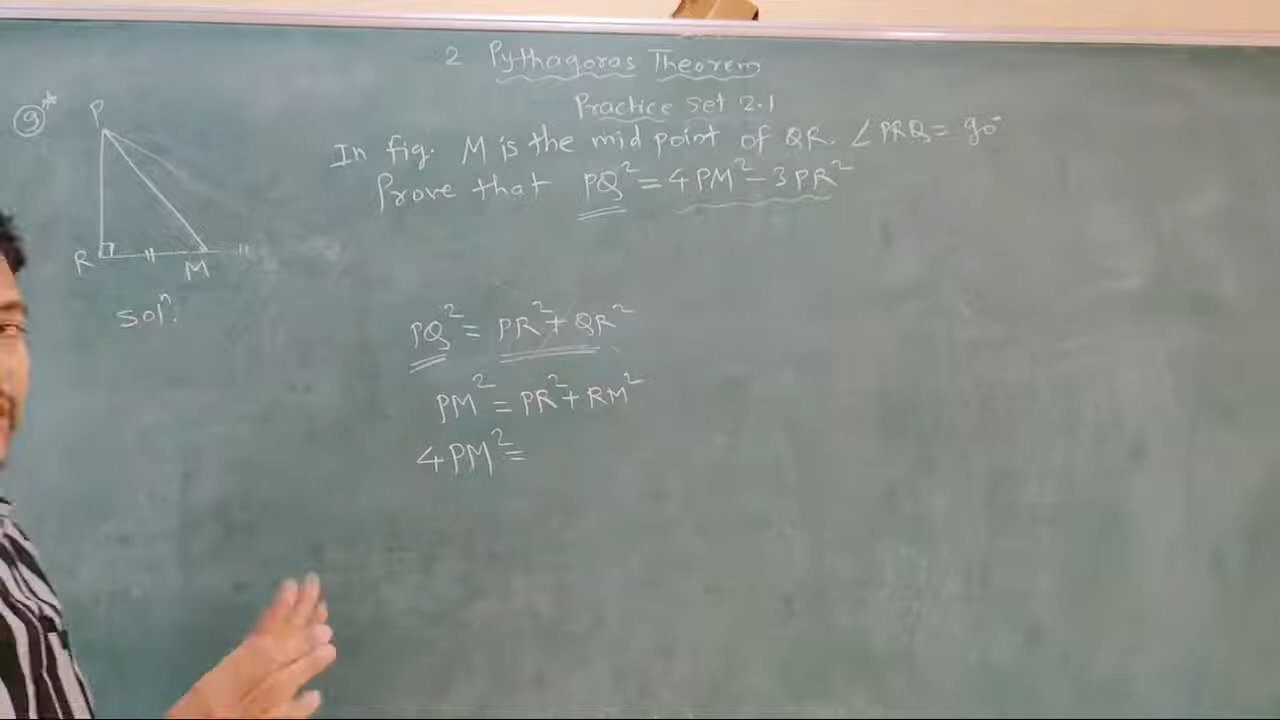 2 Pythagoras Theorem
Practice set 2.1
9*
In fig. M is the mid point of QR. ∠PRQ = 90°
Prove that PQ² = 4PM² - 3PR²
P
R
M
solⁿ:
PQ² = PR² + QR²
PM² = PR² + RM²
4PM² =